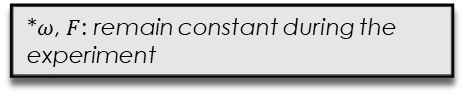 *ω, F: remain constant during the
experiment